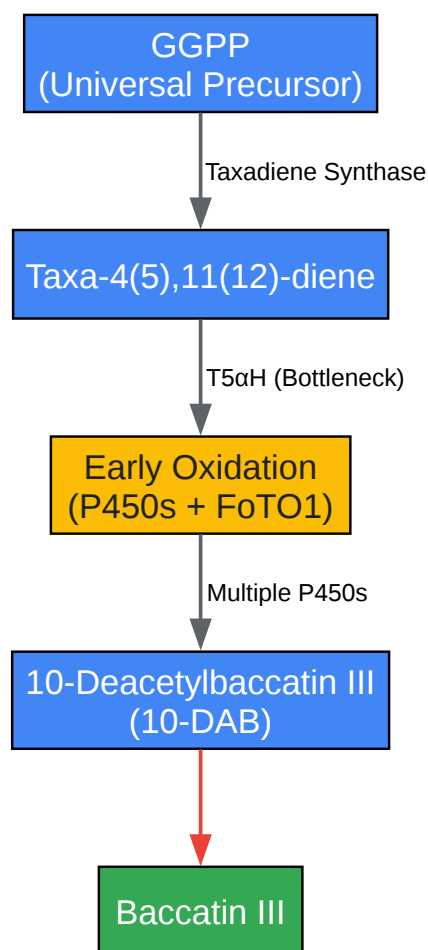 GGPP
(Universal Precursor)
Taxadiene Synthase
Taxa-4(5),11(12)-diene
T5αH (Bottleneck)
Early Oxidation
(P450s + FoTO1)
Multiple P450s
10-Deacetylbaccatin III
(10-DAB)
Baccatin III